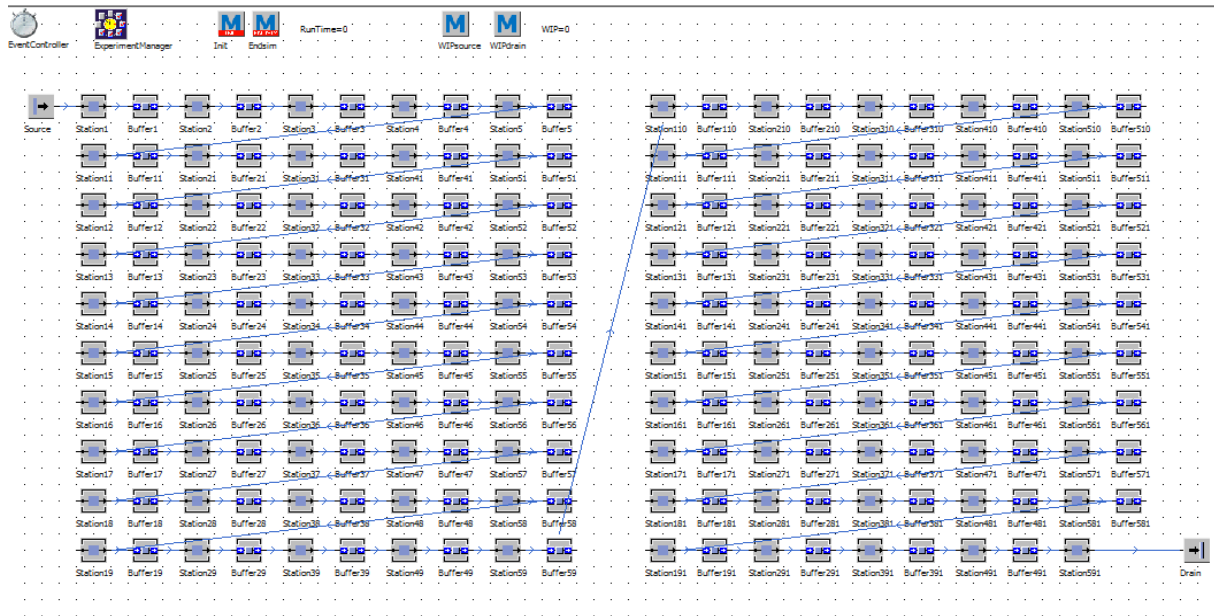 RunTime=0 WIP=0
EventController ExperimentManager Init Endsim WIPsource WIPdrain
Source Station1 Buffer1 Station2 Buffer2 Station3 Buffer3 Station4 Buffer4 Station5 Buffer5 Station110 Buffer110 Station210 Buffer210 Station310 Buffer310 Station410 Buffer410 Station510 Buffer510
Station11 Buffer11 Station21 Buffer21 Station31 Buffer31 Station41 Buffer41 Station51 Buffer51 Station111 Buffer111 Station211 Buffer211 Station311 Buffer311 Station411 Buffer411 Station511 Buffer511
Station12 Buffer12 Station22 Buffer22 Station32 Buffer32 Station42 Buffer42 Station52 Buffer52 Station121 Buffer121 Station221 Buffer221 Station321 Buffer321 Station421 Buffer421 Station521 Buffer521
Station13 Buffer13 Station23 Buffer23 Station33 Buffer33 Station43 Buffer43 Station53 Buffer53 Station131 Buffer131 Station231 Buffer231 Station331 Buffer331 Station431 Buffer431 Station531 Buffer531
Station14 Buffer14 Station24 Buffer24 Station34 Buffer34 Station44 Buffer44 Station54 Buffer54 Station141 Buffer141 Station241 Buffer241 Station341 Buffer341 Station441 Buffer441 Station541 Buffer541
Station15 Buffer15 Station25 Buffer25 Station35 Buffer35 Station45 Buffer45 Station55 Buffer55 Station151 Buffer151 Station251 Buffer251 Station351 Buffer351 Station451 Buffer451 Station551 Buffer551
Station16 Buffer16 Station26 Buffer26 Station36 Buffer36 Station46 Buffer46 Station56 Buffer56 Station161 Buffer161 Station261 Buffer261 Station361 Buffer361 Station461 Buffer461 Station561 Buffer561
Station17 Buffer17 Station27 Buffer27 Station37 Buffer37 Station47 Buffer47 Station57 Buffer57 Station171 Buffer171 Station271 Buffer271 Station371 Buffer371 Station471 Buffer471 Station571 Buffer571
Station18 Buffer18 Station28 Buffer28 Station38 Buffer38 Station48 Buffer48 Station58 Buffer58 Station181 Buffer181 Station281 Buffer281 Station381 Buffer381 Station481 Buffer481 Station581 Buffer581
Station19 Buffer19 Station29 Buffer29 Station39 Buffer39 Station49 Buffer49 Station59 Buffer59 Station191 Buffer191 Station291 Buffer291 Station391 Buffer391 Station491 Buffer491 Station591 Drain